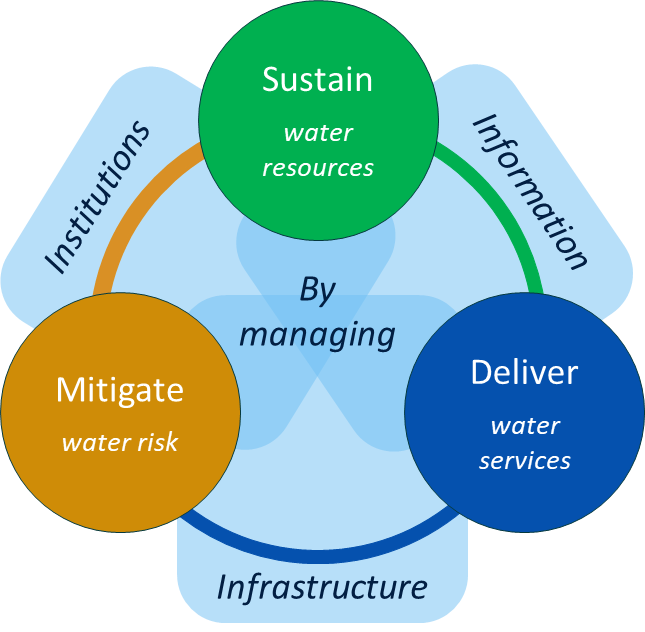 Sustain
water
resources
Institutions
Information
By
managing
Mitigate
water risk
Deliver
water
services
Infrastructure